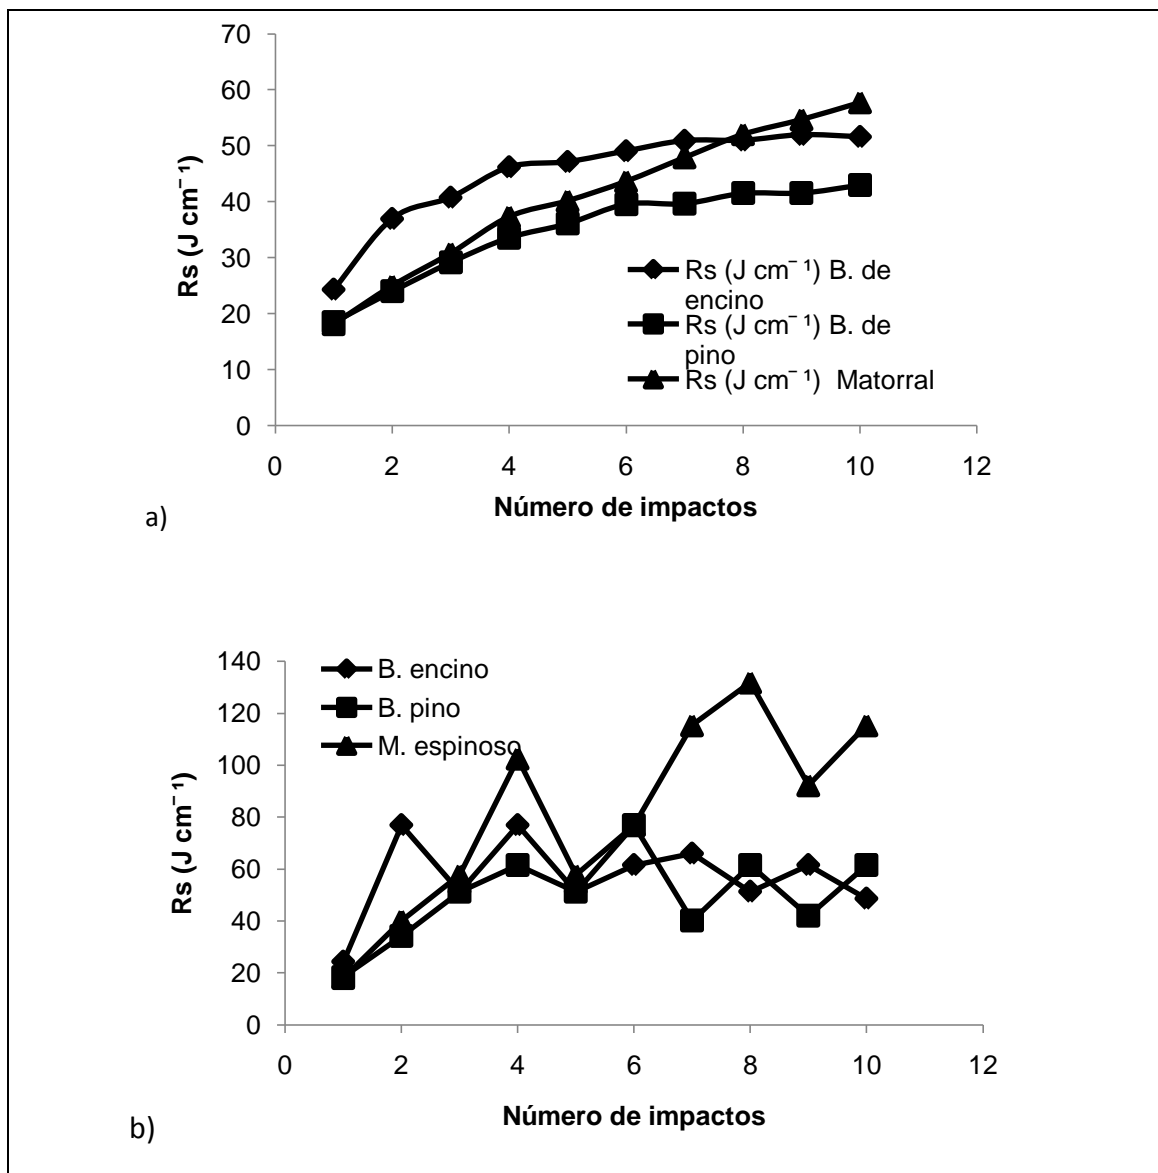 70
60
50
40
30
20
10
0
Rs (J cm⁻ ¹)
Rs (J cm⁻ ¹) B. de
encino
Rs (J cm⁻ ¹) B. de
pino
Rs (J cm⁻ ¹) Matorral
0 2 4 6 8 10 12
Número de impactos
a)
140
120
100
80
60
40
20
0
Rs (J cm⁻ ¹)
B. encino
B. pino
M. espinoso
0 2 4 6 8 10 12
Número de impactos
b)